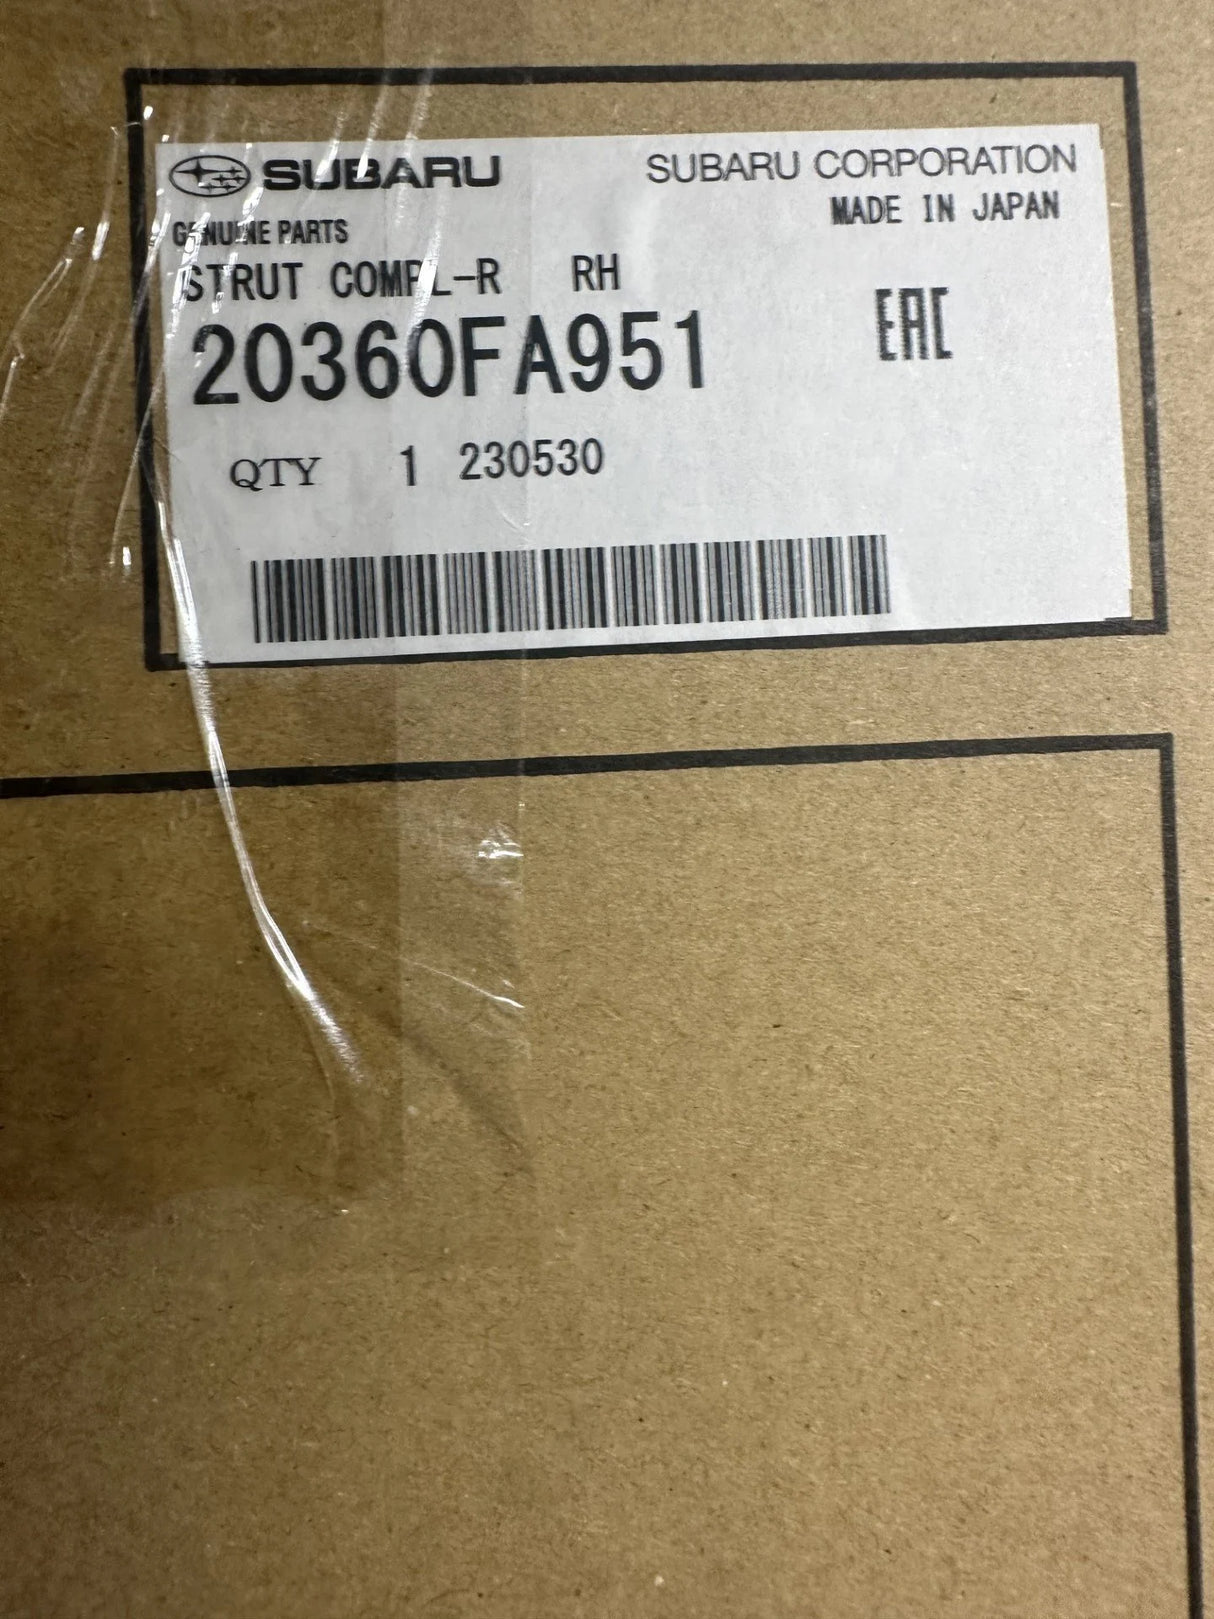 SUBARU SUBARU CORPORATION
GENUINE PARTS MADE IN JAPAN
STRUT COMPL-R RH
20360FA951 EAC
QTY 1 230530